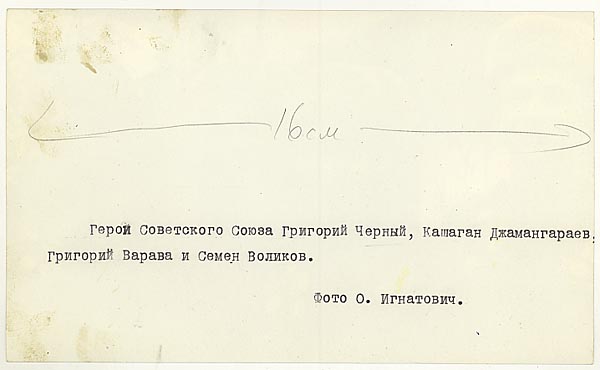 16см
Герой Советского Союза Григорий Черный, Кашаган Джамангараев,
Григорий Варава и Семен Воликов.
Фото О. Игнатович.